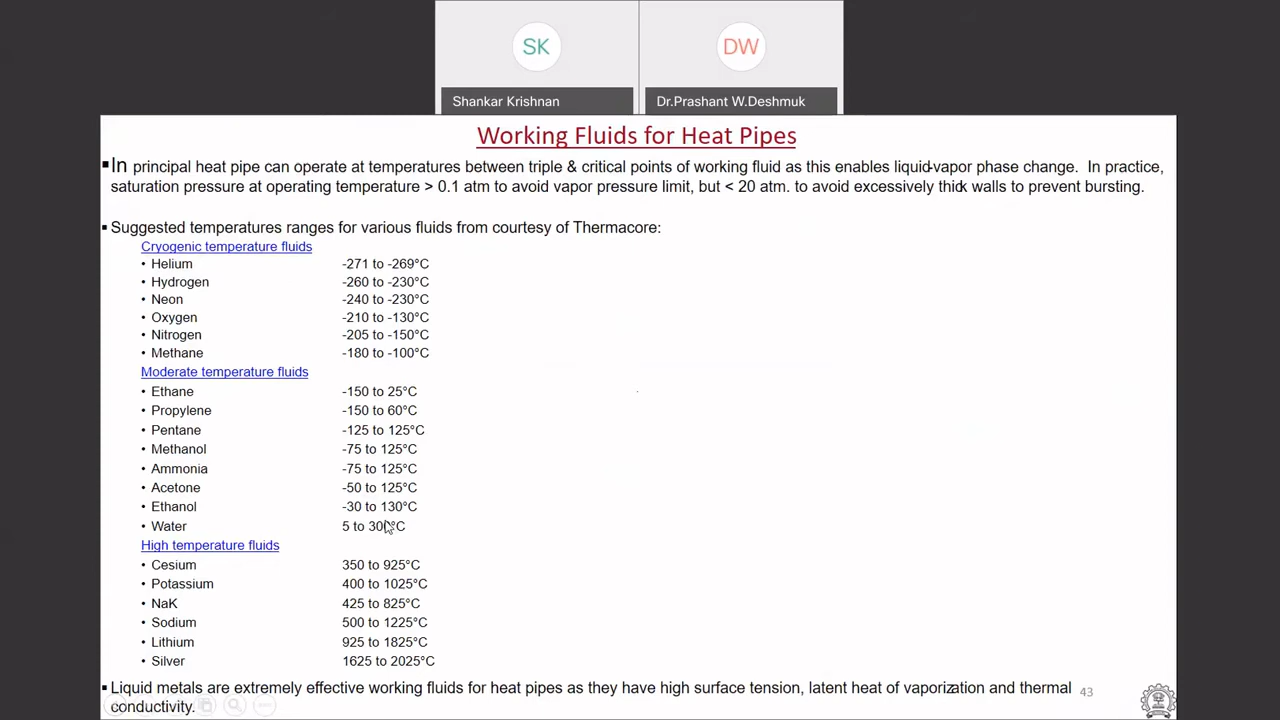 SK
DW
Shankar Krishnan
Dr.Prashant W.Deshmuk
Working Fluids for Heat Pipes
▪In principal heat pipe can operate at temperatures between triple & critical points of working fluid as this enables liquid-vapor phase change. In practice,
saturation pressure at operating temperature > 0.1 atm to avoid vapor pressure limit, but < 20 atm. to avoid excessively thick walls to prevent bursting.
▪ Suggested temperatures ranges for various fluids from courtesy of Thermacore:
Cryogenic temperature fluids
• Helium -271 to -269°C
• Hydrogen -260 to -230°C
• Neon -240 to -230°C
• Oxygen -210 to -130°C
• Nitrogen -205 to -150°C
• Methane -180 to -100°C
Moderate temperature fluids
• Ethane -150 to 25°C
• Propylene -150 to 60°C
• Pentane -125 to 125°C
• Methanol -75 to 125°C
• Ammonia -75 to 125°C
• Acetone -50 to 125°C
• Ethanol -30 to 130°C
• Water 5 to 300°C
High temperature fluids
• Cesium 350 to 925°C
• Potassium 400 to 1025°C
• NaK 425 to 825°C
• Sodium 500 to 1225°C
• Lithium 925 to 1825°C
• Silver 1625 to 2025°C
▪ Liquid metals are extremely effective working fluids for heat pipes as they have high surface tension, latent heat of vaporization and thermal
conductivity.
43